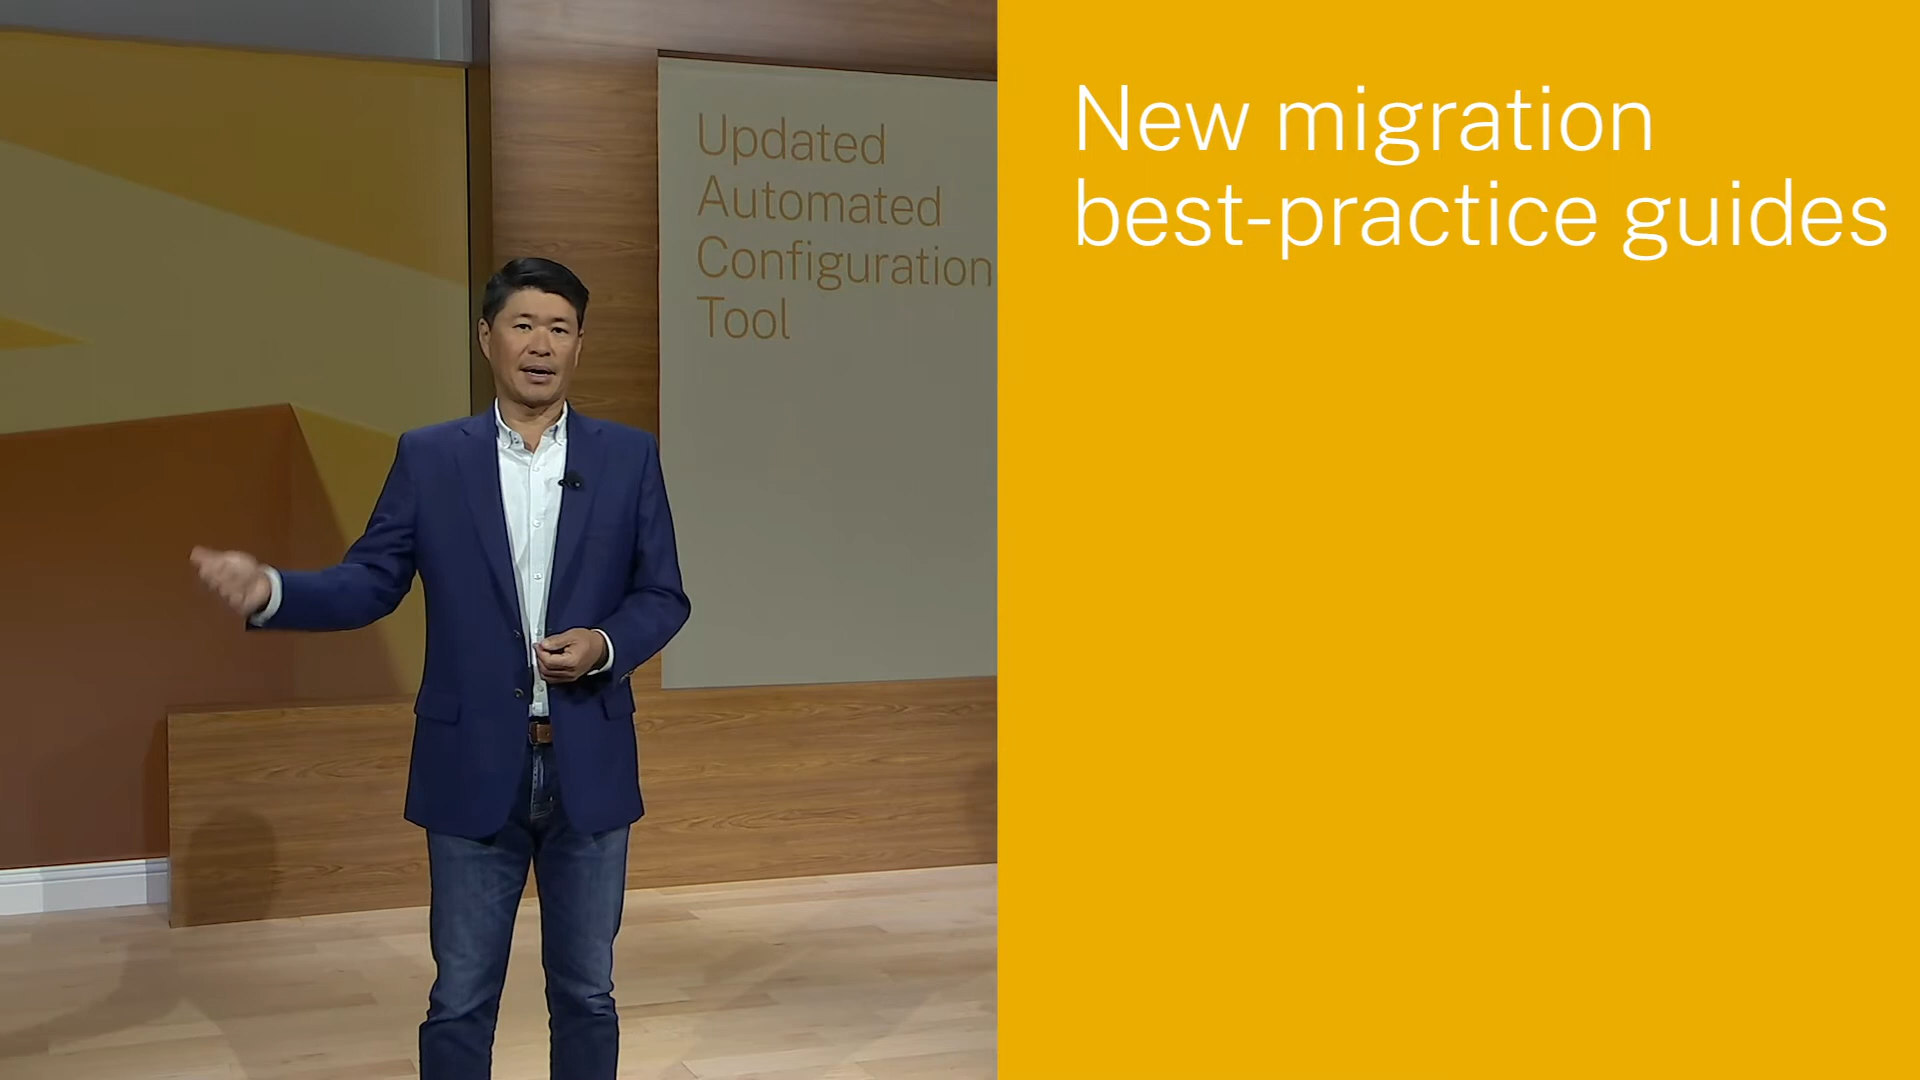 Updated
Automated
Configuration
Tool
New migration
best-practice guides